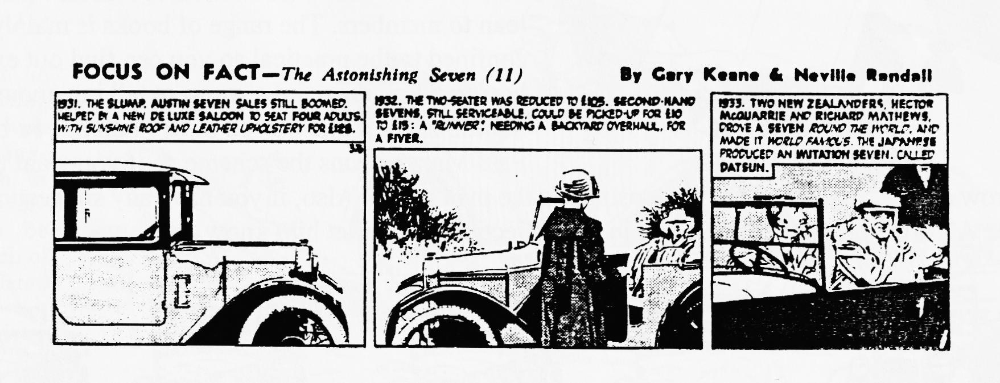 FOCUS ON FACT—The Astonishing Seven (11)
By Gary Keane & Neville Randall
1931. THE SLUMP. AUSTIN SEVEN SALES STILL BOOMED.
HELPED BY A NEW DE LUXE SALOON TO SEAT FOUR ADULTS.
WITH SUNSHINE ROOF AND LEATHER UPHOLSTERY FOR £128.
1932. THE TWO-SEATER WAS REDUCED TO £105. SECOND-HAND
SEVENS, STILL SERVICEABLE, COULD BE PICKED-UP FOR £10
TO £15: A "RUNNER", NEEDING A BACKYARD OVERHAUL, FOR
A FIVER.
1933. TWO NEW ZEALANDERS, HECTOR
McQUARRIE AND RICHARD MATHEWS,
DROVE A SEVEN ROUND THE WORLD, AND
MADE IT WORLD FAMOUS. THE JAPANESE
PRODUCED AN IMITATION SEVEN. CALLED
DATSUN.